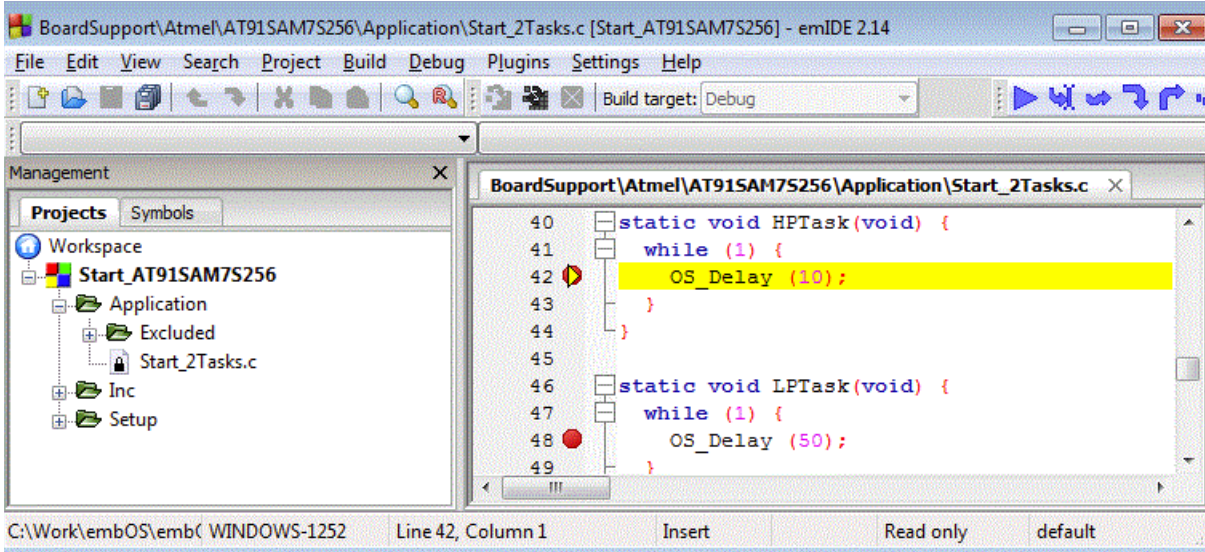 BoardSupport\Atmel\AT91SAM7S256\Application\Start_2Tasks.c [Start_AT91SAM7S256] - emIDE 2.14
File Edit View Search Project Build Debug Plugins Settings Help
Build target: Debug
Management
Projects Symbols
Workspace
Start_AT91SAM7S256
Application
Excluded
Start_2Tasks.c
Inc
Setup
BoardSupport\Atmel\AT91SAM7S256\Application\Start_2Tasks.c
40 static void HPTask(void) {
41 while (1) {
42 OS_Delay (10);
43 }
44 }
45
46 static void LPTask(void) {
47 while (1) {
48 OS_Delay (50);
49 }
C:\Work\embOS\emb( WINDOWS-1252 Line 42, Column 1 Insert Read only default